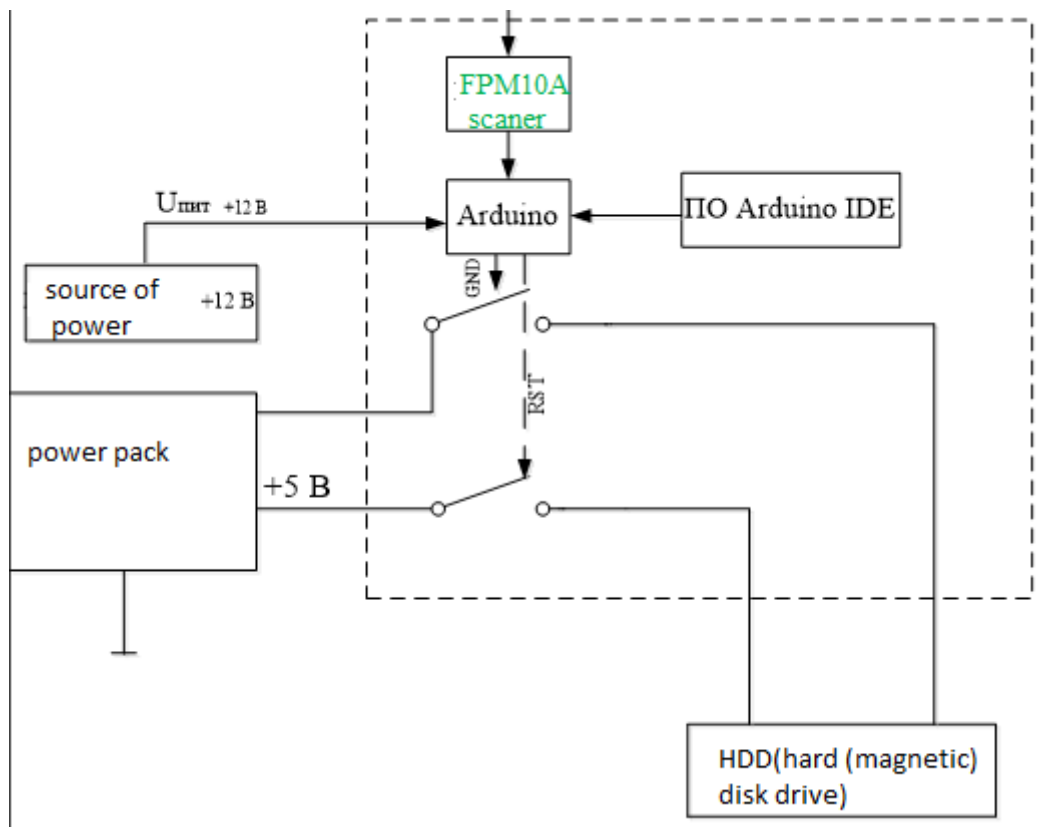 FPM10A
scaner
Uпит +12 В
Arduino
ПО Arduino IDE
source of
power
+12 В
GND
RST
power pack
+5 В
HDD(hard (magnetic)
disk drive)